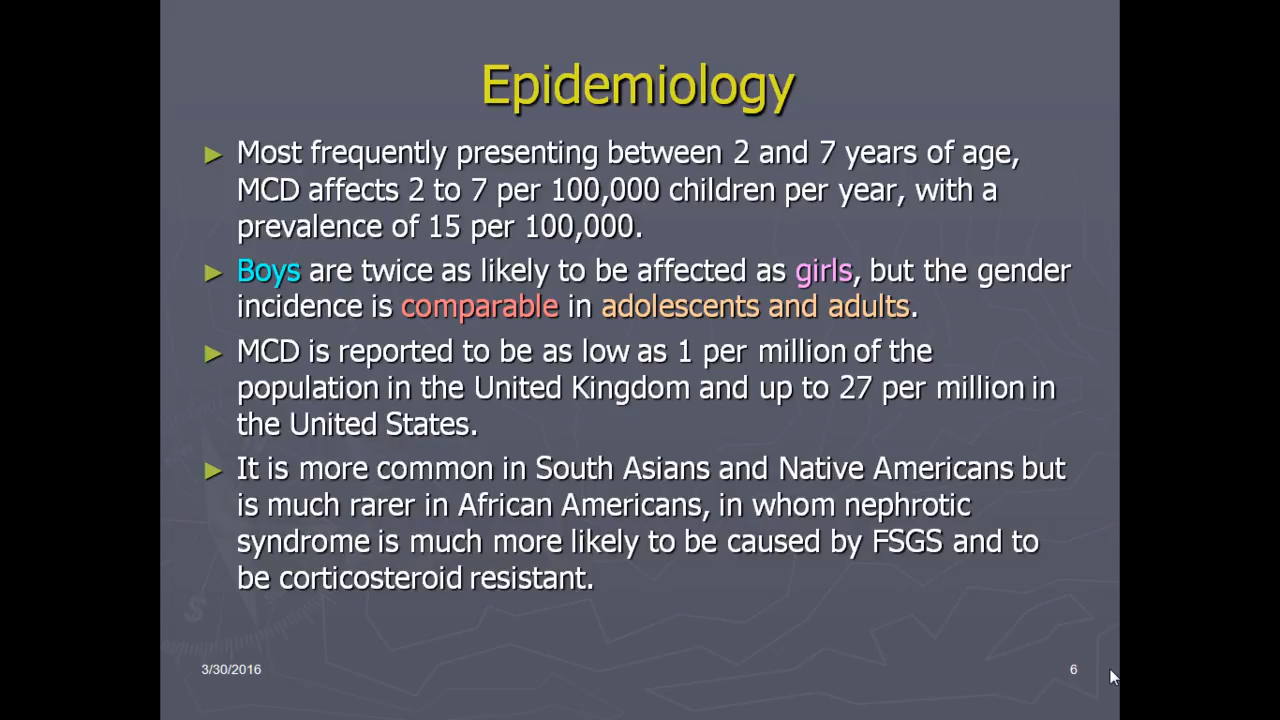 Epidemiology
► Most frequently presenting between 2 and 7 years of age,
MCD affects 2 to 7 per 100,000 children per year, with a
prevalence of 15 per 100,000.
► Boys are twice as likely to be affected as girls, but the gender
incidence is comparable in adolescents and adults.
► MCD is reported to be as low as 1 per million of the
population in the United Kingdom and up to 27 per million in
the United States.
► It is more common in South Asians and Native Americans but
is much rarer in African Americans, in whom nephrotic
syndrome is much more likely to be caused by FSGS and to
be corticosteroid resistant.
S
3/30/2016
6